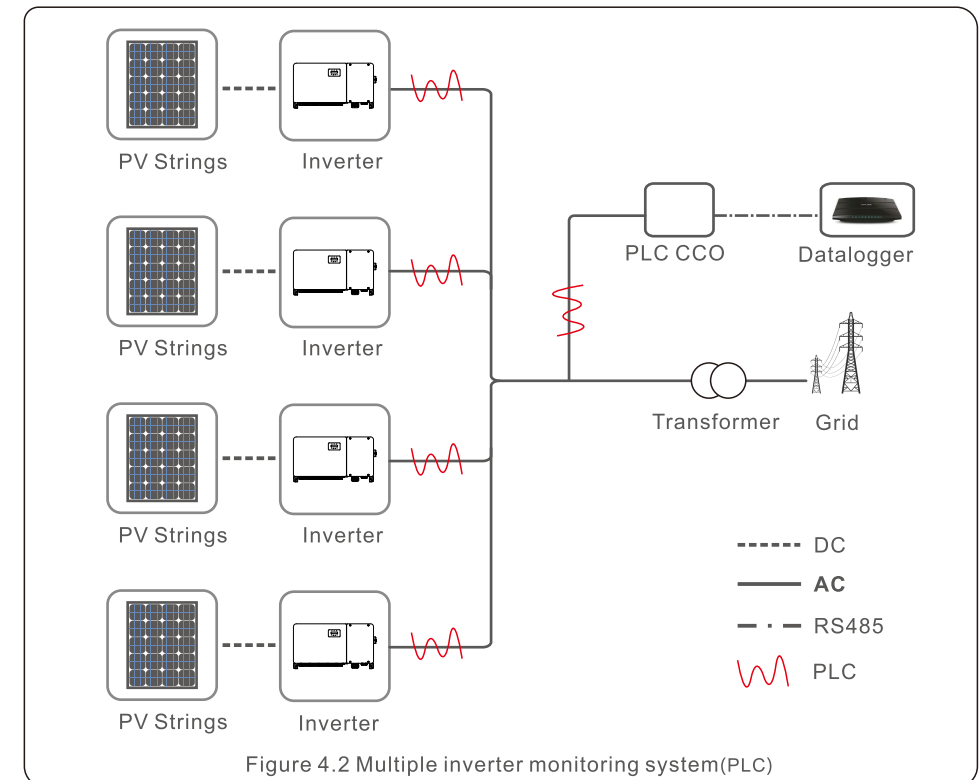 PV Strings
Inverter
PV Strings
Inverter
PLC CCO
Datalogger
Transformer
Grid
PV Strings
Inverter
PV Strings
Inverter
DC
AC
RS485
PLC
Figure 4.2 Multiple inverter monitoring system(PLC)